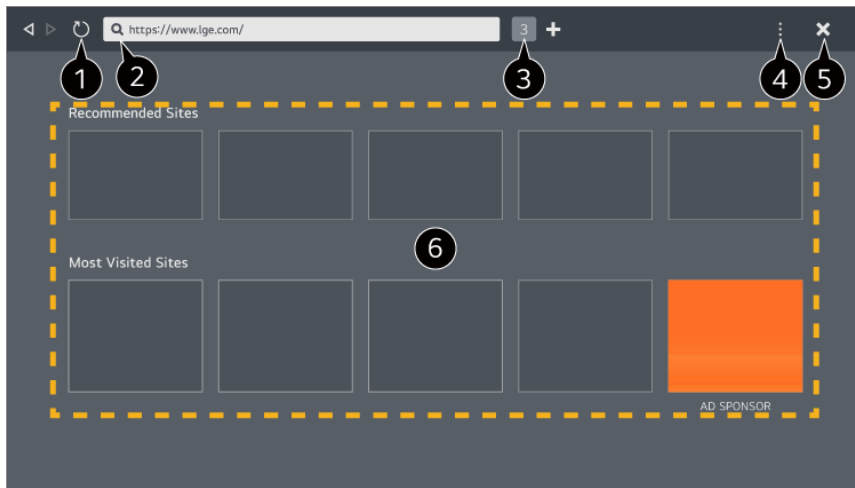 https://www.lge.com/ 3
1 2 3 4 5
Recommended Sites
6
Most Visited Sites
AD SPONSOR